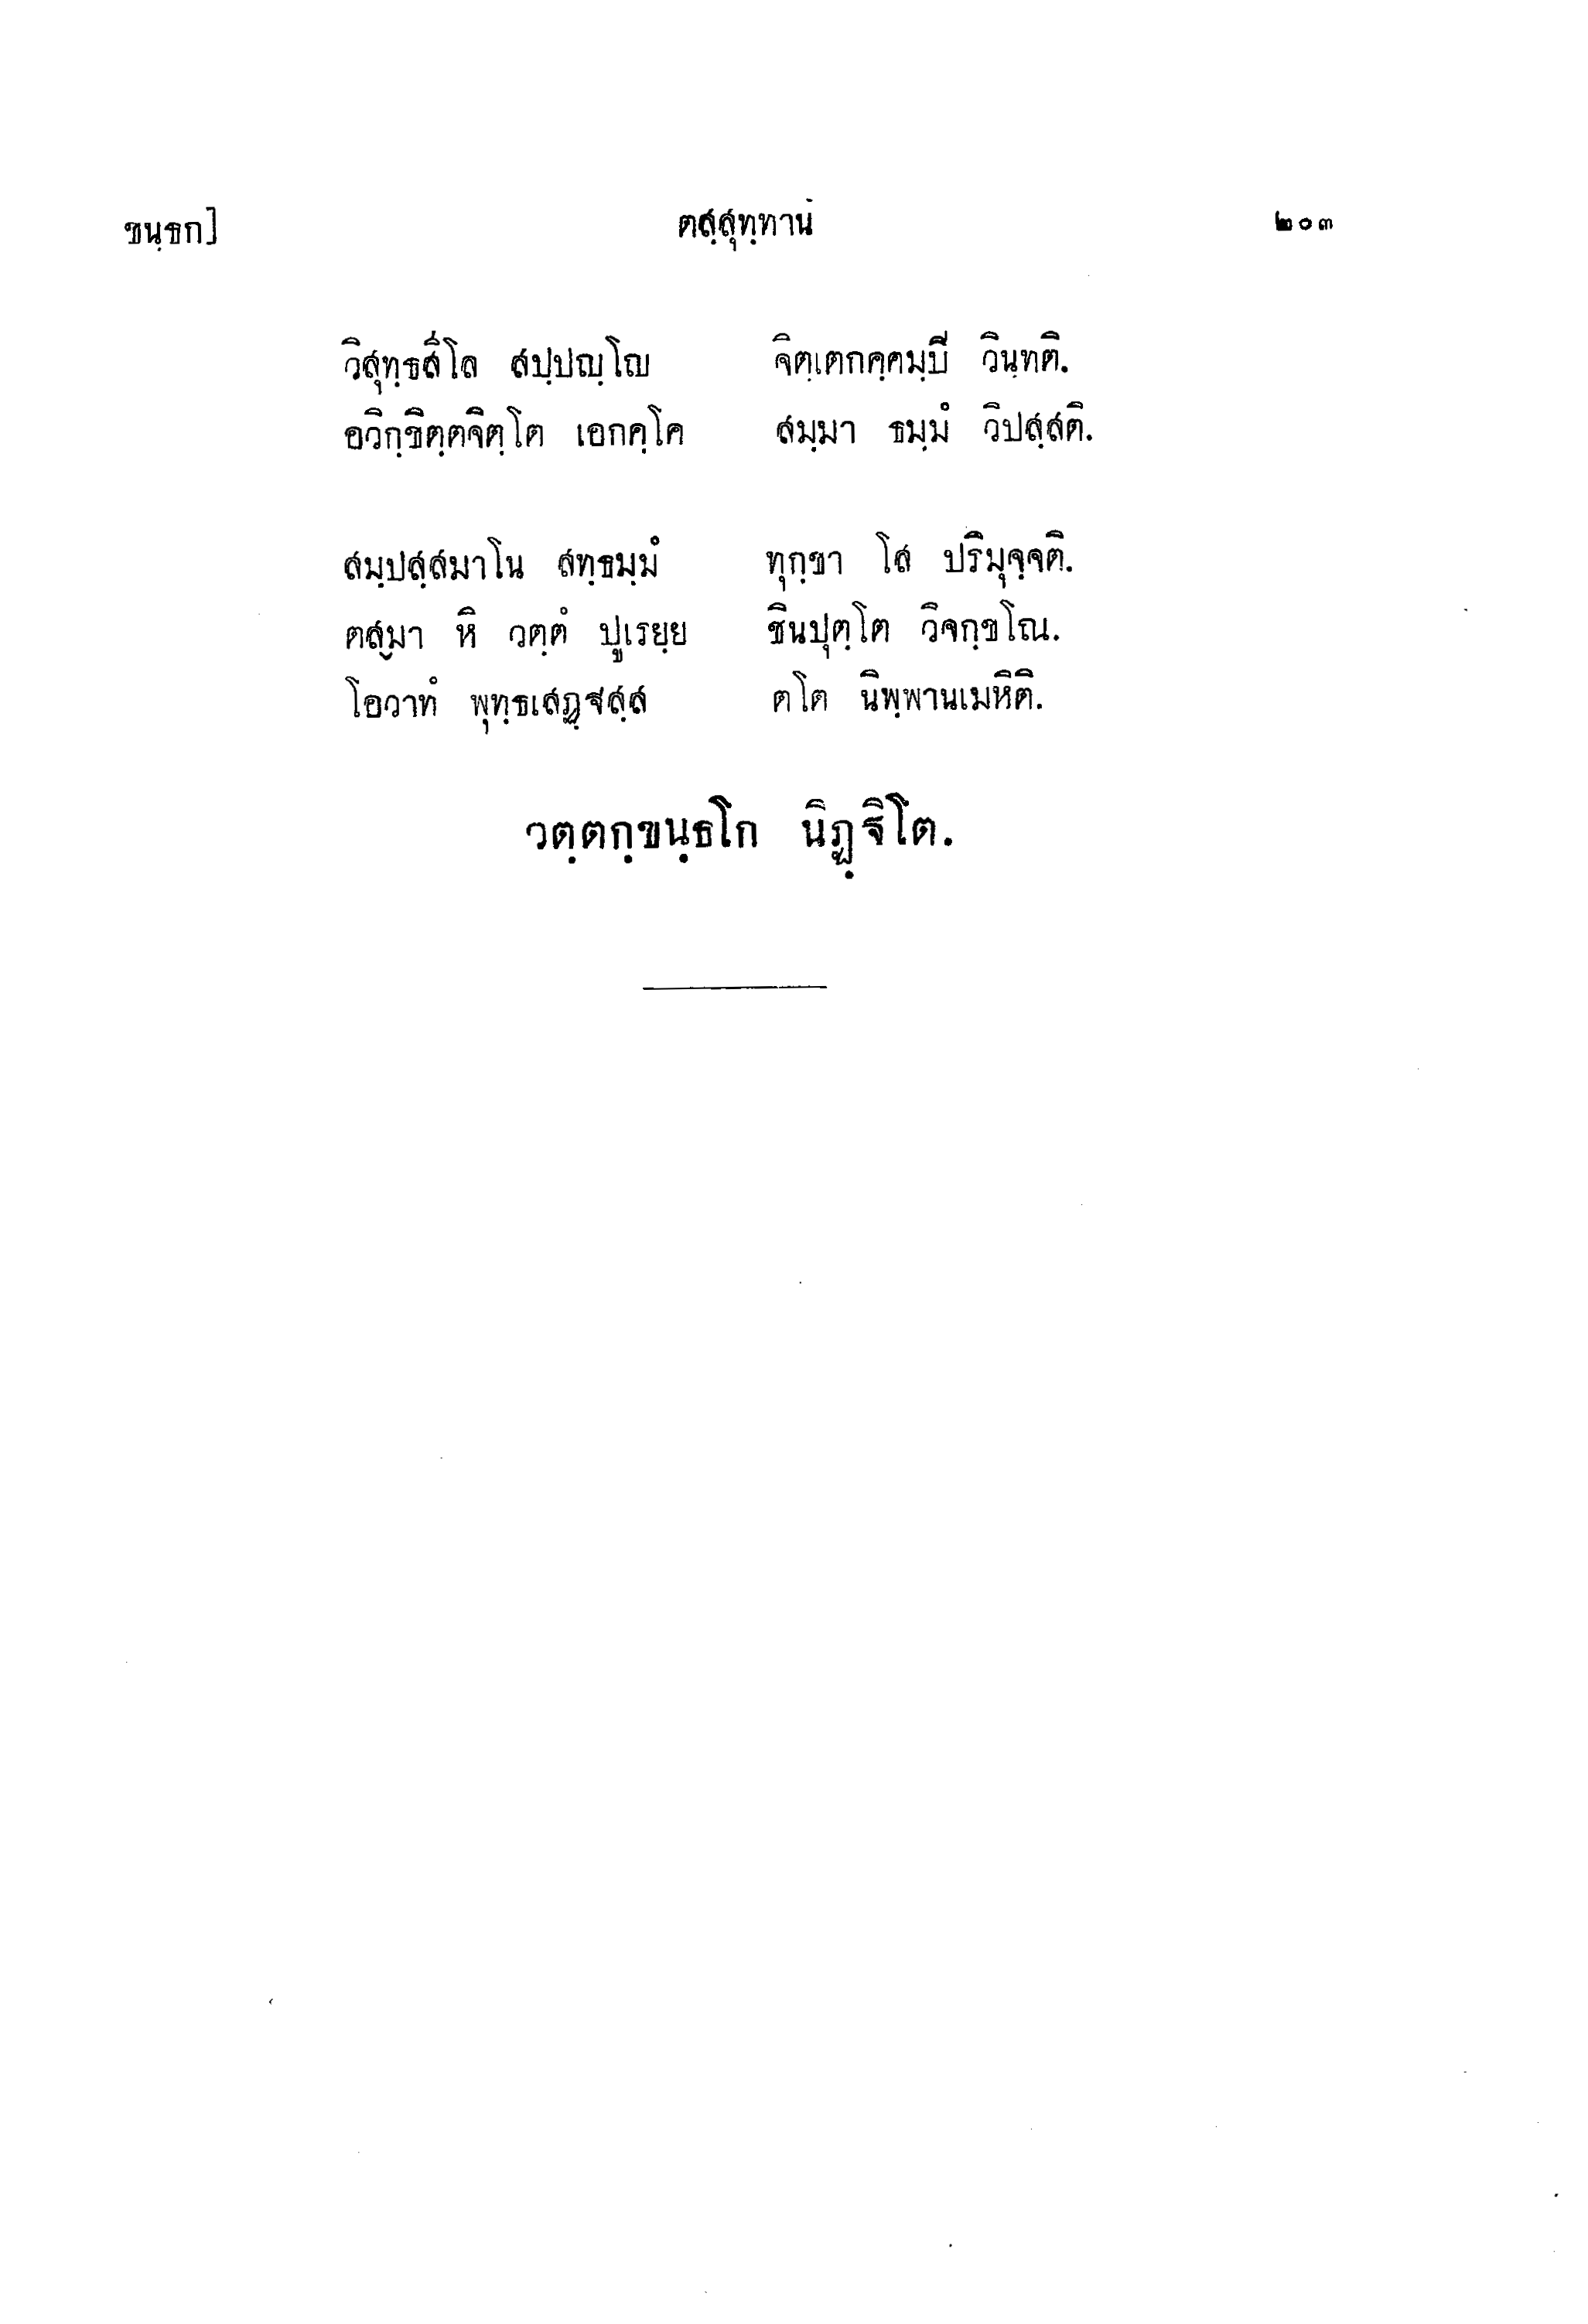 ขนฺธก] ตสฺสุทฺทานํ ๒๐๓
วิสุทฺธสีโล สปฺปญฺโญ จิตฺเตกคฺคมฺปี วินฺทติ.
อวิกฺขิตฺตจิตฺโต เอกคฺโค สมฺมา ธมฺมํ วิปสฺสติ.
สมฺปสฺสมาโน สทฺธมฺมํ ทุกฺขา โส ปริมุจฺจติ.
ตสฺมา หิ วตฺตํ ปูเรยฺย ชินปุตฺโต วิจกฺขโณ.
โอวาทํ พุทฺธเสฏฺฐสฺส ตโต นิพฺพานเมหิติ.
วตฺตกฺขนฺธโก นิฏฺฐิโต.